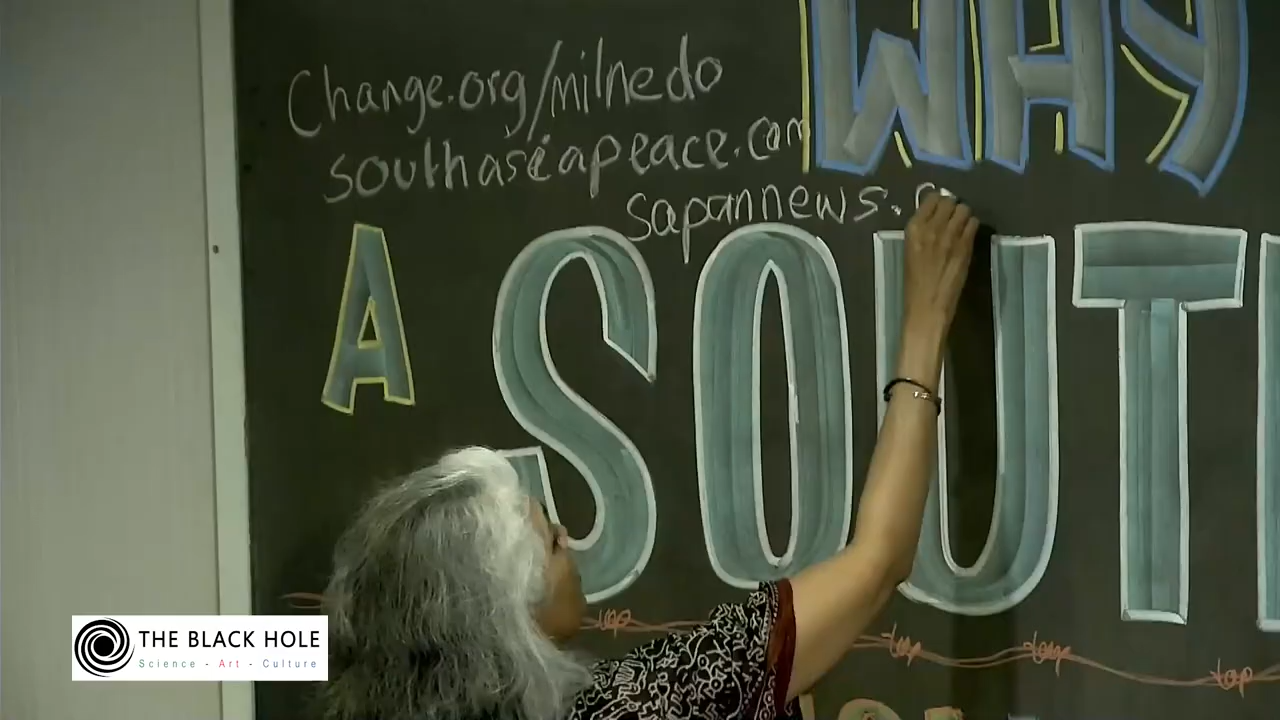 WHY
Change.org/milnedo
southasiapeace.com
sapannews.c
A SOUT
THE BLACK HOLE
Science - Art - Culture